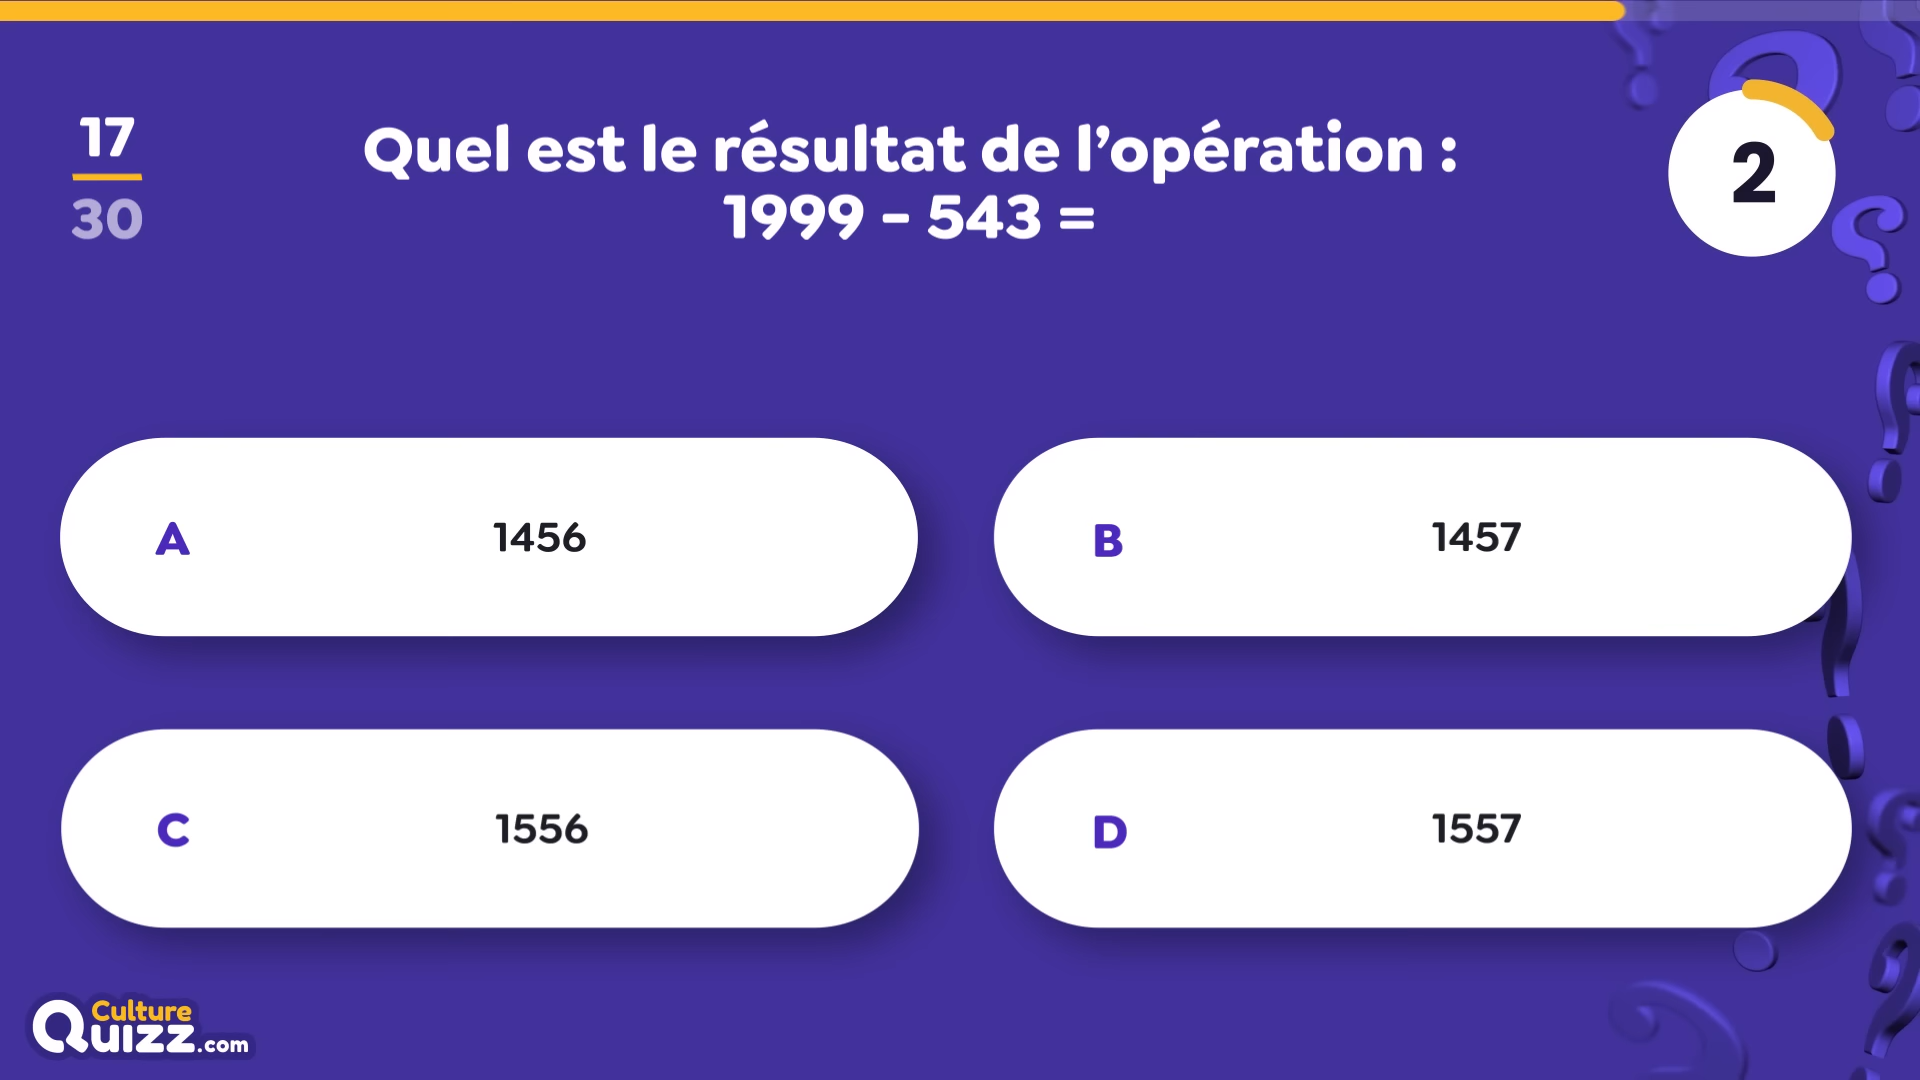 17
30
Quel est le résultat de l’opération :
1999 - 543 =
2
A 1456
B 1457
C 1556
D 1557
Culture
Quizz.com